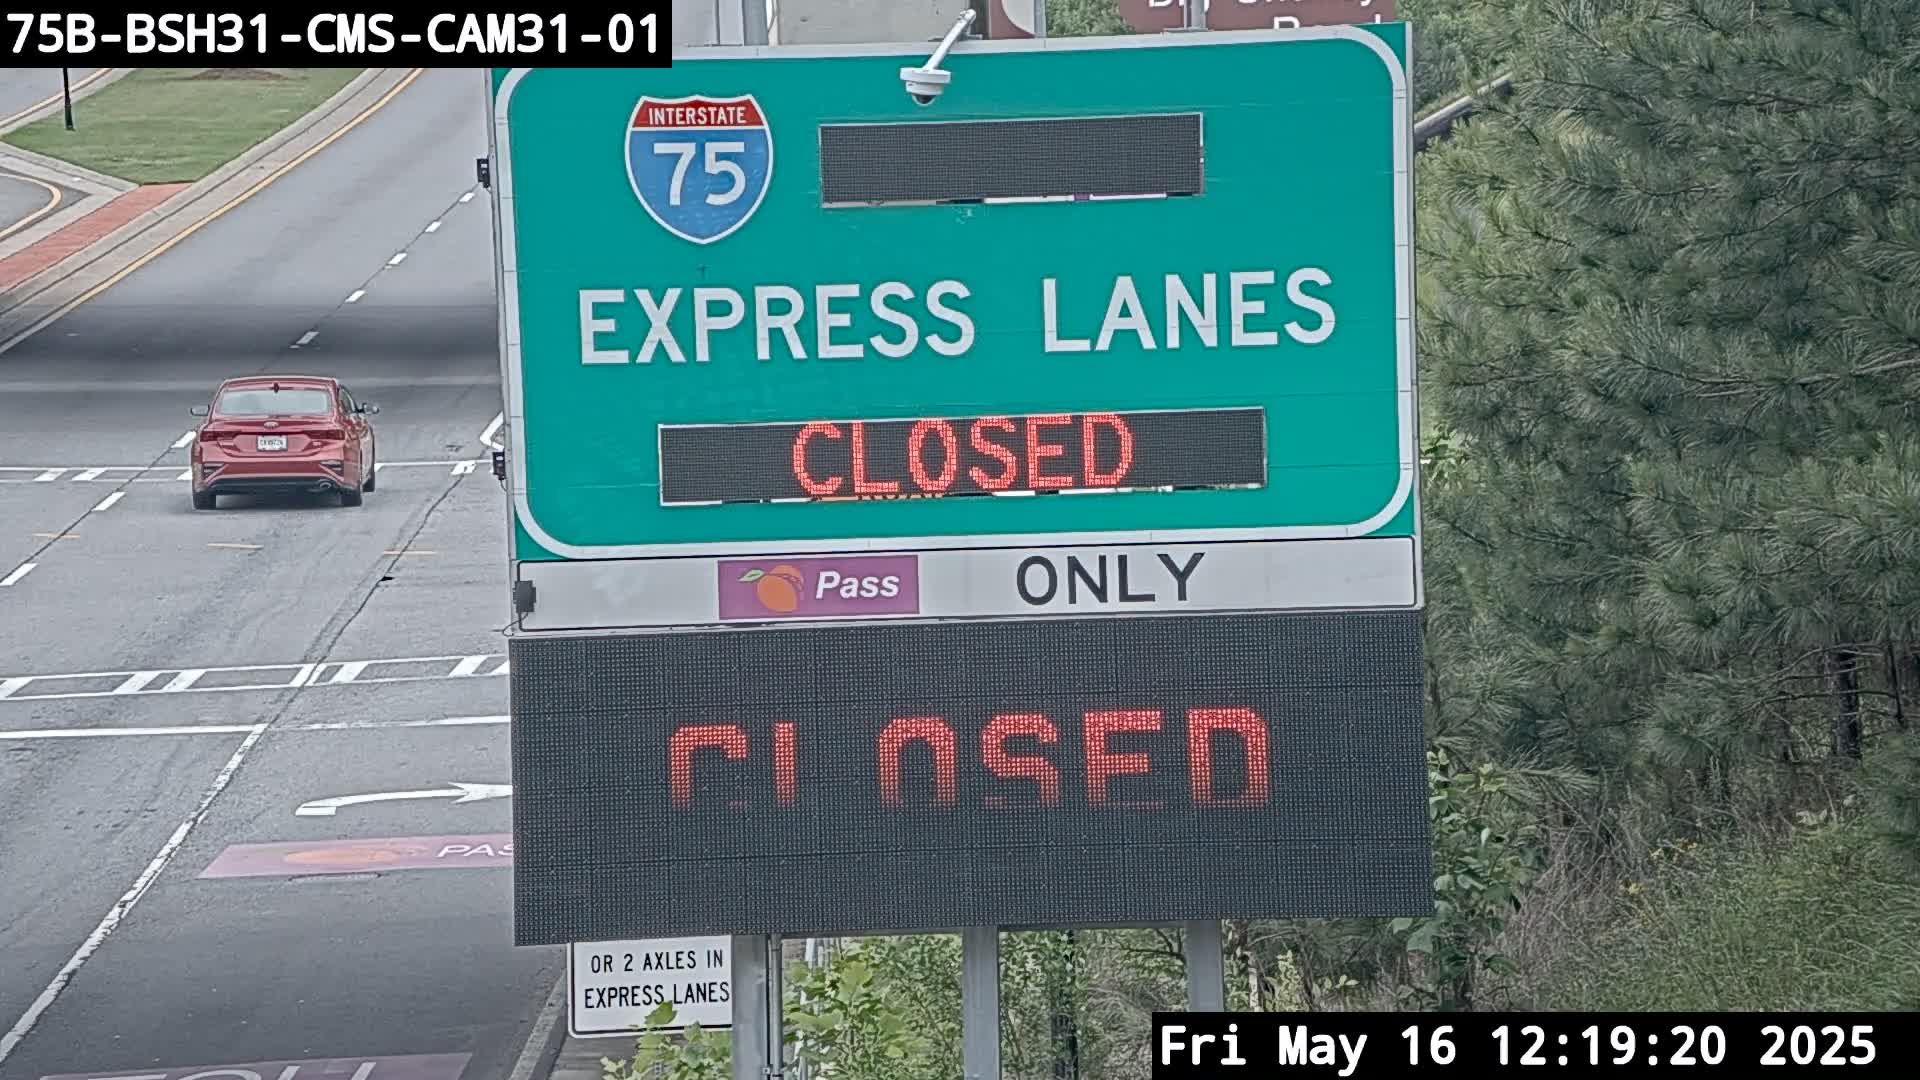 75B-BSH31-CMS-CAM31-01
INTERSTATE
75
EXPRESS LANES
CLOSED
Pass ONLY
CLOSED
PAS
OR 2 AXLES IN
EXPRESS LANES
Fri May 16 12:19:20 2025